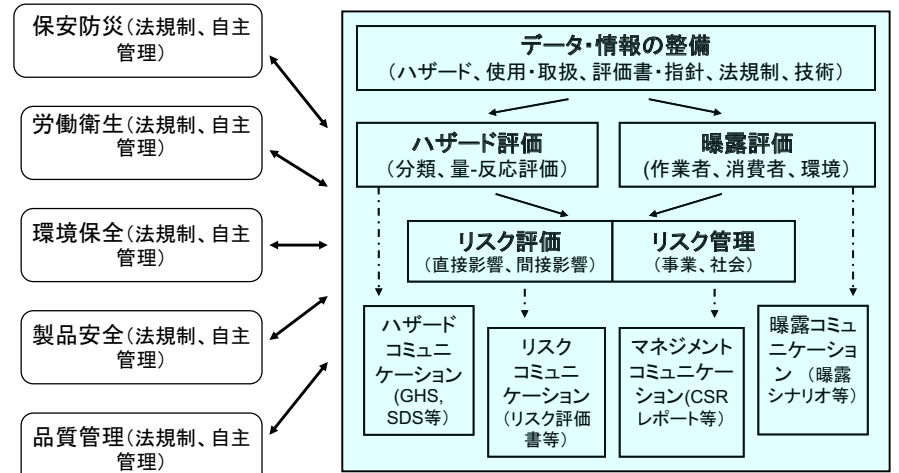 保安防災(法規制、自主
管理)
労働衛生(法規制、自主
管理)
環境保全(法規制、自主
管理)
製品安全(法規制、自主
管理)
品質管理(法規制、自主
管理)
データ・情報の整備
(ハザード、使用・取扱、評価書・指針、法規制、技術)
ハザード評価
(分類、量-反応評価)
曝露評価
(作業者、消費者、環境)
リスク評価
(直接影響、間接影響)
リスク管理
(事業、社会)
ハザード
コミュニ
ケーション
(GHS,
SDS等)
リスク
コミュニ
ケーション
(リスク評価
書等)
マネジメント
コミュニケー
ション(CSR
レポート等)
曝露コミュ
ニケーショ
ン (曝露
シナリオ等)